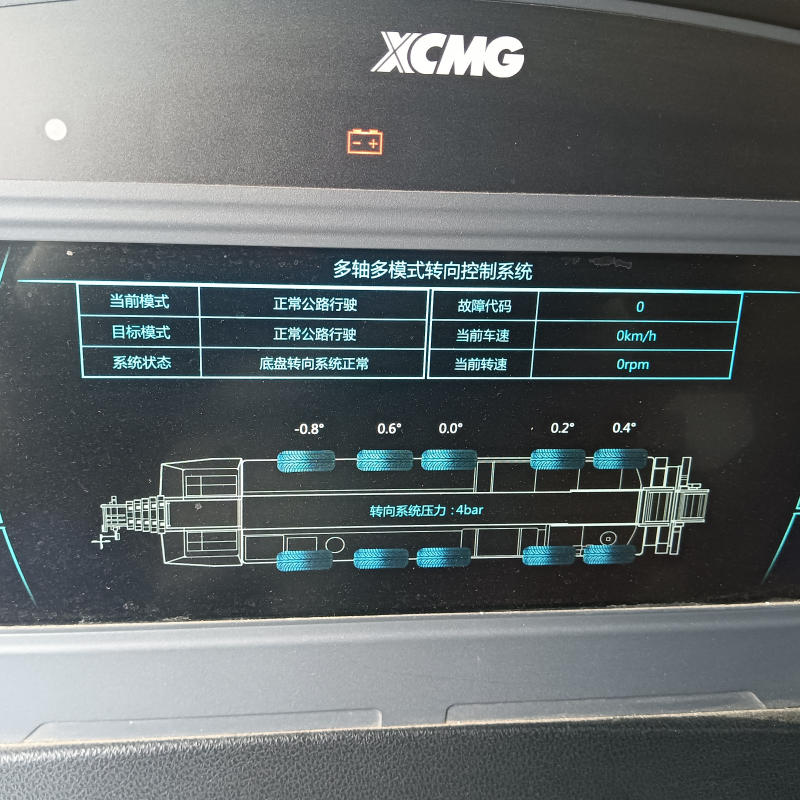 XCMG
多轴多模式转向控制系统
当前模式 正常公路行驶 故障代码 0
目标模式 正常公路行驶 当前车速 0km/h
系统状态 底盘转向系统正常 当前转速 0rpm
-0.8° 0.6° 0.0° 0.2° 0.4°
转向系统压力 : 4bar